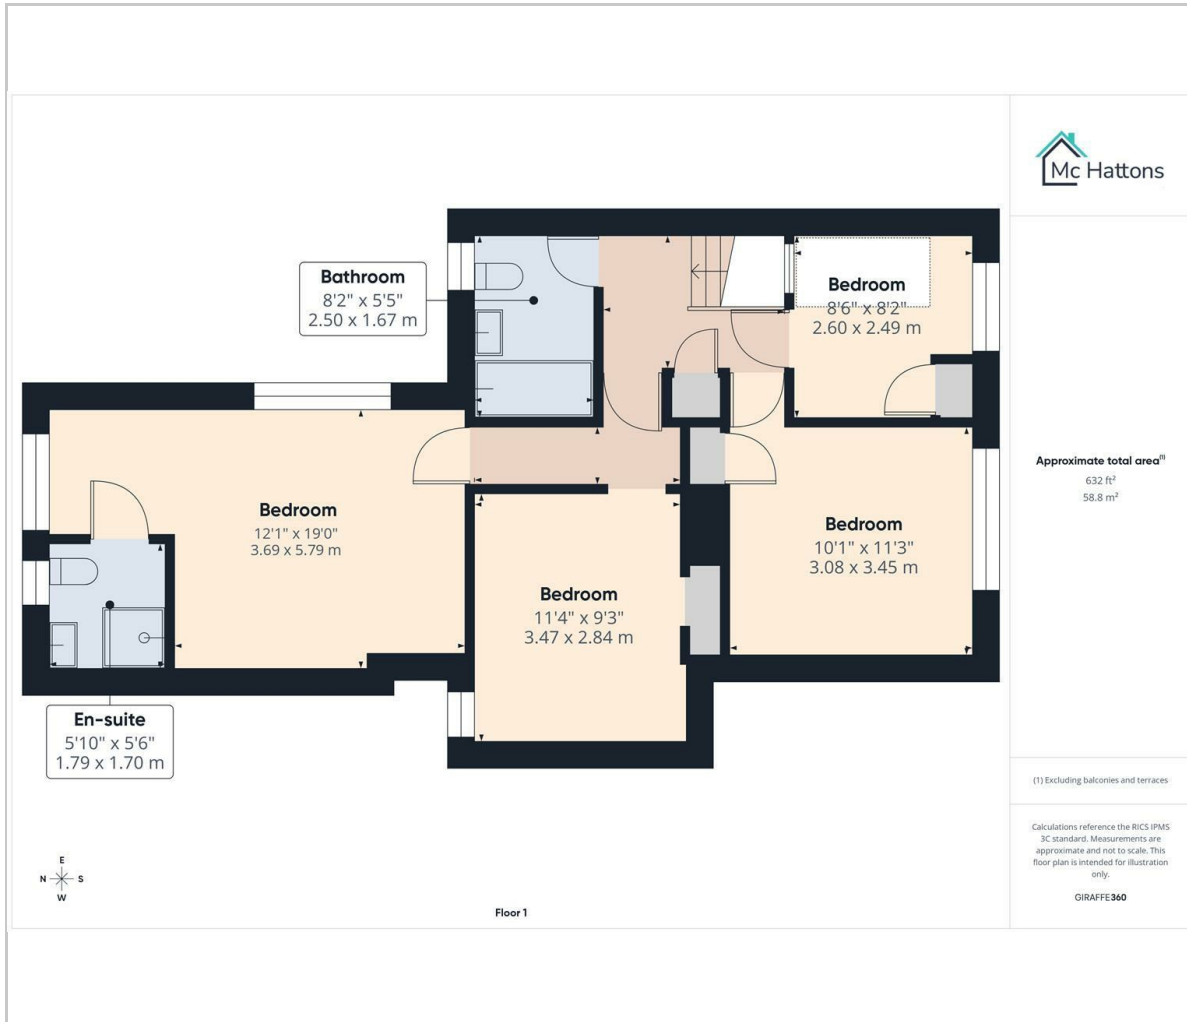 Mc Hattons
Bathroom
8'2" x 5'5"
2.50 x 1.67 m
Bedroom
8'6" x 8'2"
2.60 x 2.49 m
Bedroom
12'1" x 19'0"
3.69 x 5.79 m
Bedroom
11'4" x 9'3"
3.47 x 2.84 m
Bedroom
10'1" x 11'3"
3.08 x 3.45 m
En-suite
5'10" x 5'6"
1.79 x 1.70 m
Approximate total area(1)
632 ft²
58.8 m²
(1) Excluding balconies and terraces
Calculations reference the RICS IPMS
3C standard. Measurements are
approximate and not to scale. This
floor plan is intended for illustration
only.
GIRAFFE360
E
N S
W
Floor 1